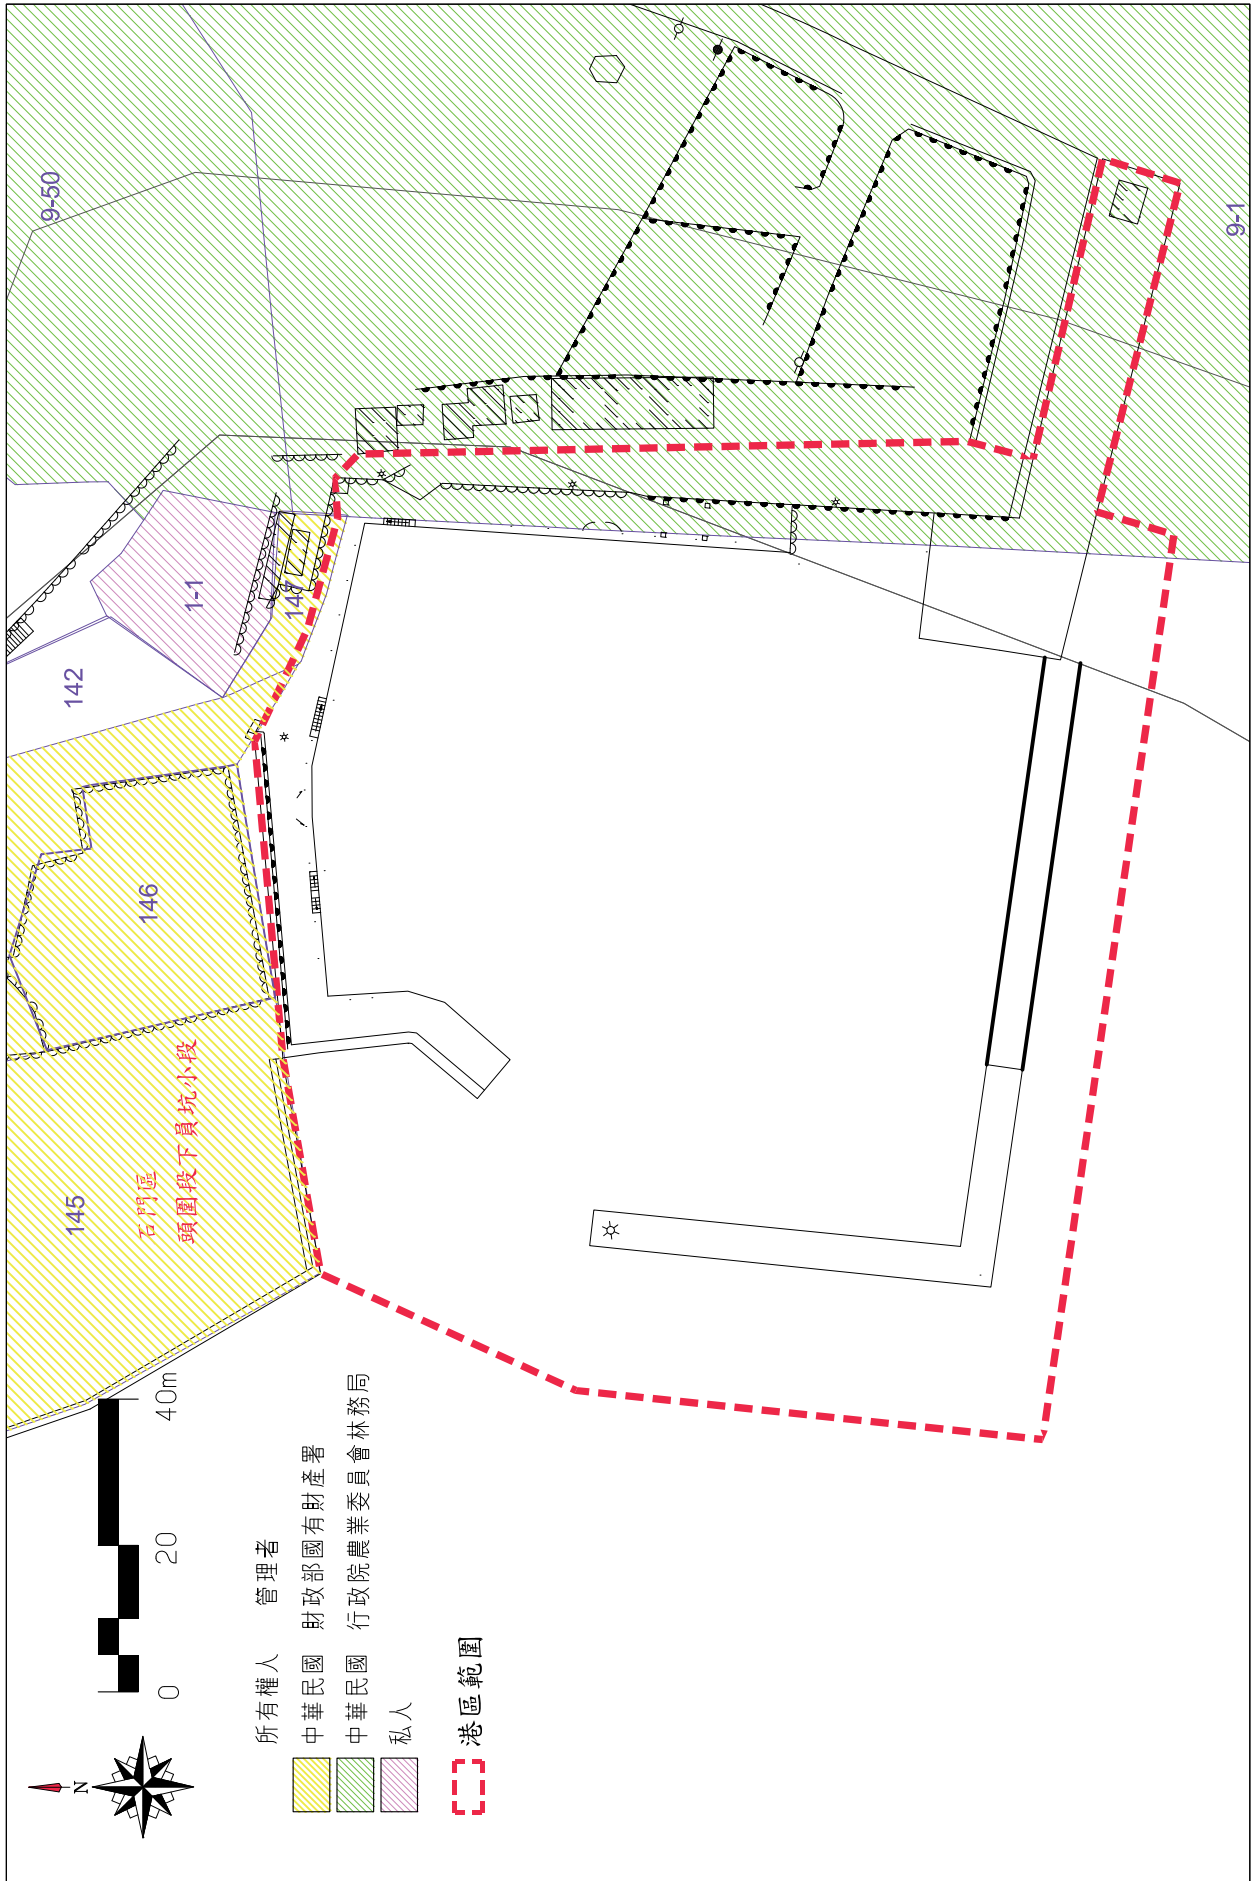 9-50
9-1
1-1
147
142
146
145
石門區
頭圍段下員坑小段
0 20 40m
N
所有權人 管理者
中華民國 財政部國有財產署
中華民國 行政院農業委員會林務局
私人
港區範圍